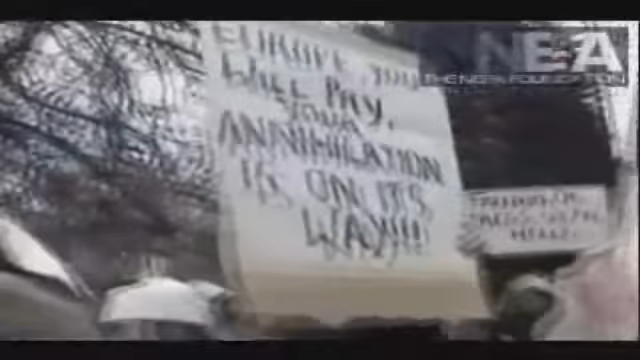 NEFA
THE NEFA FOUNDATION
EUROPE YOU
WILL PAY,
YOUR
ANNIHILATION
IS ON ITS
WAY!!!